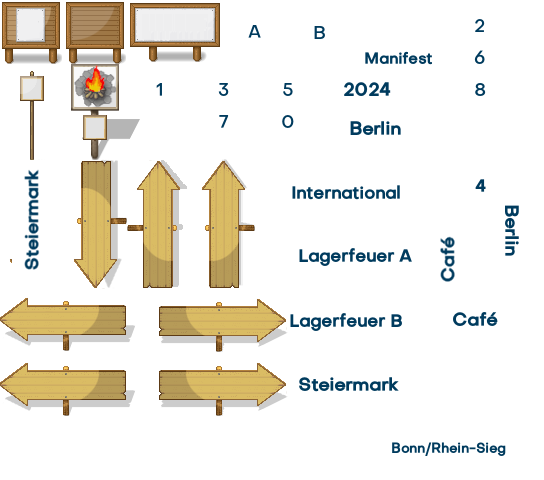 A
B
2
Manifest
6
1
3
5
2024
8
7
0
Berlin
Steiermark
International
4
Berlin
Lagerfeuer A
Café
Lagerfeuer B
Café
Steiermark
Bonn/Rhein-Sieg